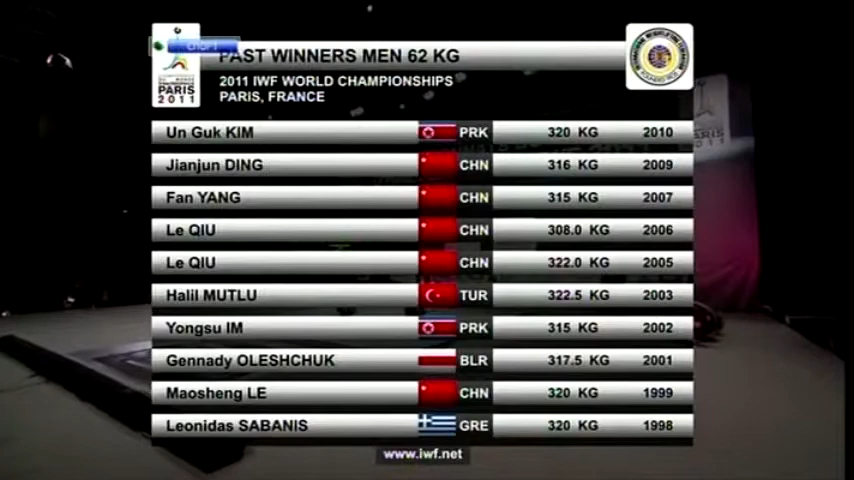 СПОРТ
PAST WINNERS MEN 62 KG
2011 IWF WORLD CHAMPIONSHIPS
PARIS, FRANCE
PARIS
2011
Un Guk KIM PRK 320 KG 2010
Jianjun DING CHN 316 KG 2009
Fan YANG CHN 315 KG 2007
Le QIU CHN 308.0 KG 2006
Le QIU CHN 322.0 KG 2005
Halil MUTLU TUR 322.5 KG 2003
Yongsu IM PRK 315 KG 2002
Gennady OLESHCHUK BLR 317.5 KG 2001
Maosheng LE CHN 320 KG 1999
Leonidas SABANIS GRE 320 KG 1998
www.iwf.net